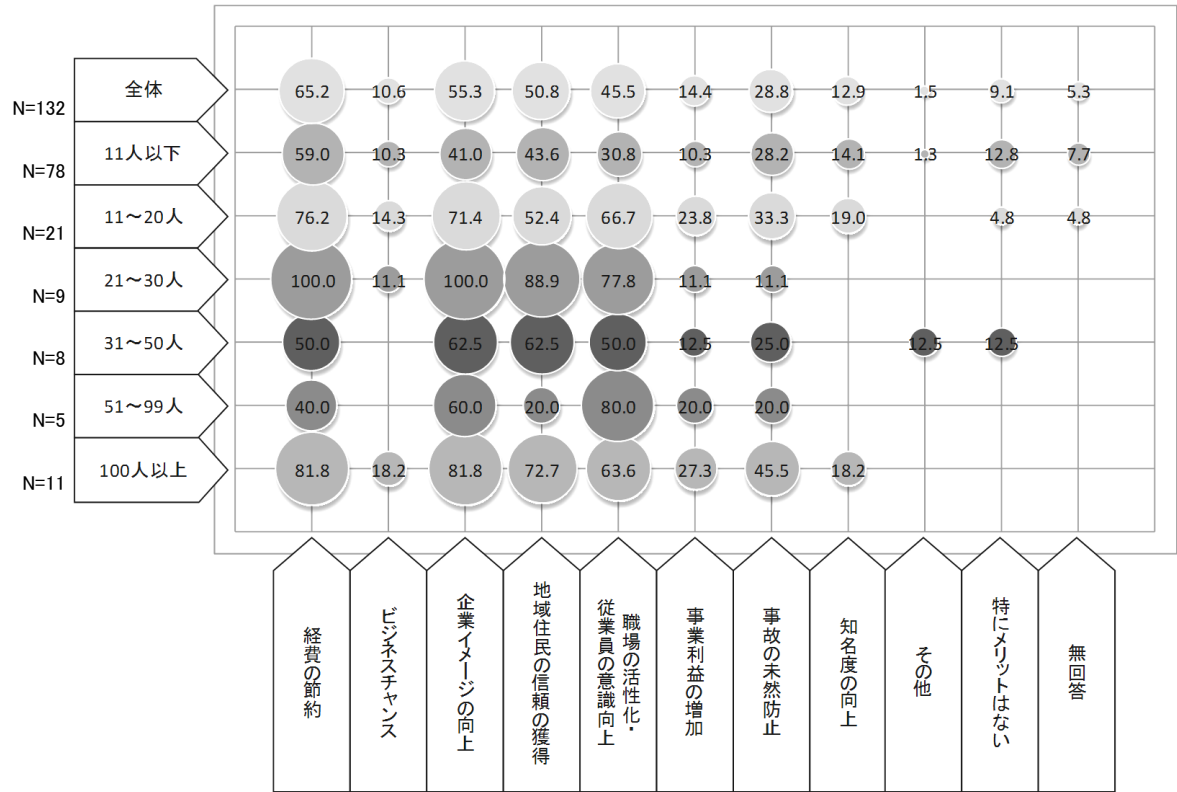 全体
N=132
65.2 10.6 55.3 50.8 45.5 14.4 28.8 12.9 1.5 9.1 5.3
11人以下
N=78
59.0 10.3 41.0 43.6 30.8 10.3 28.2 14.1 1.3 12.8 7.7
11～20人
N=21
76.2 14.3 71.4 52.4 66.7 23.8 33.3 19.0 4.8 4.8
21～30人
N=9
100.0 11.1 100.0 88.9 77.8 11.1 11.1
31～50人
N=8
50.0 62.5 62.5 50.0 12.5 25.0 12.5 12.5
51～99人
N=5
40.0 60.0 20.0 80.0 20.0 20.0
100人以上
N=11
81.8 18.2 81.8 72.7 63.6 27.3 45.5 18.2
経費の節約
ビジネスチャンス
企業イメージの向上
地域住民の信頼の獲得
職場の活性化・
従業員の意識向上
事業利益の増加
事故の未然防止
知名度の向上
その他
特にメリットはない
無回答